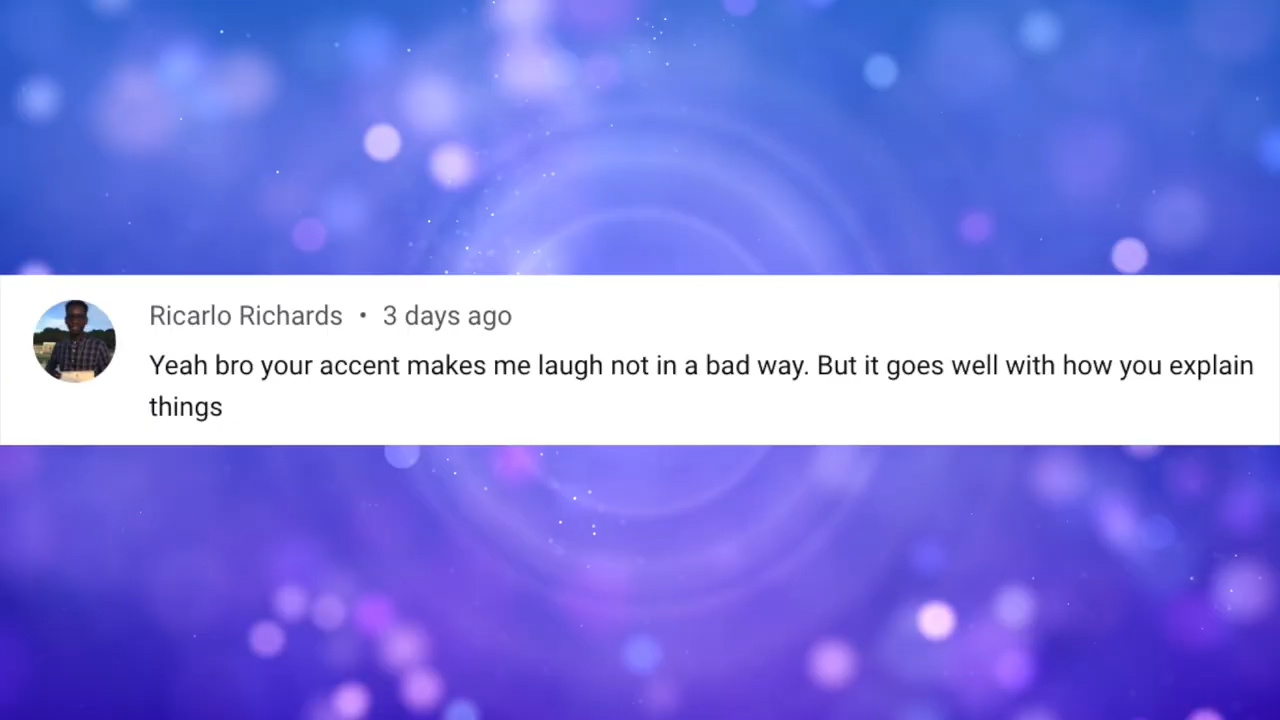 Ricarlo Richards • 3 days ago
Yeah bro your accent makes me laugh not in a bad way. But it goes well with how you explain
things